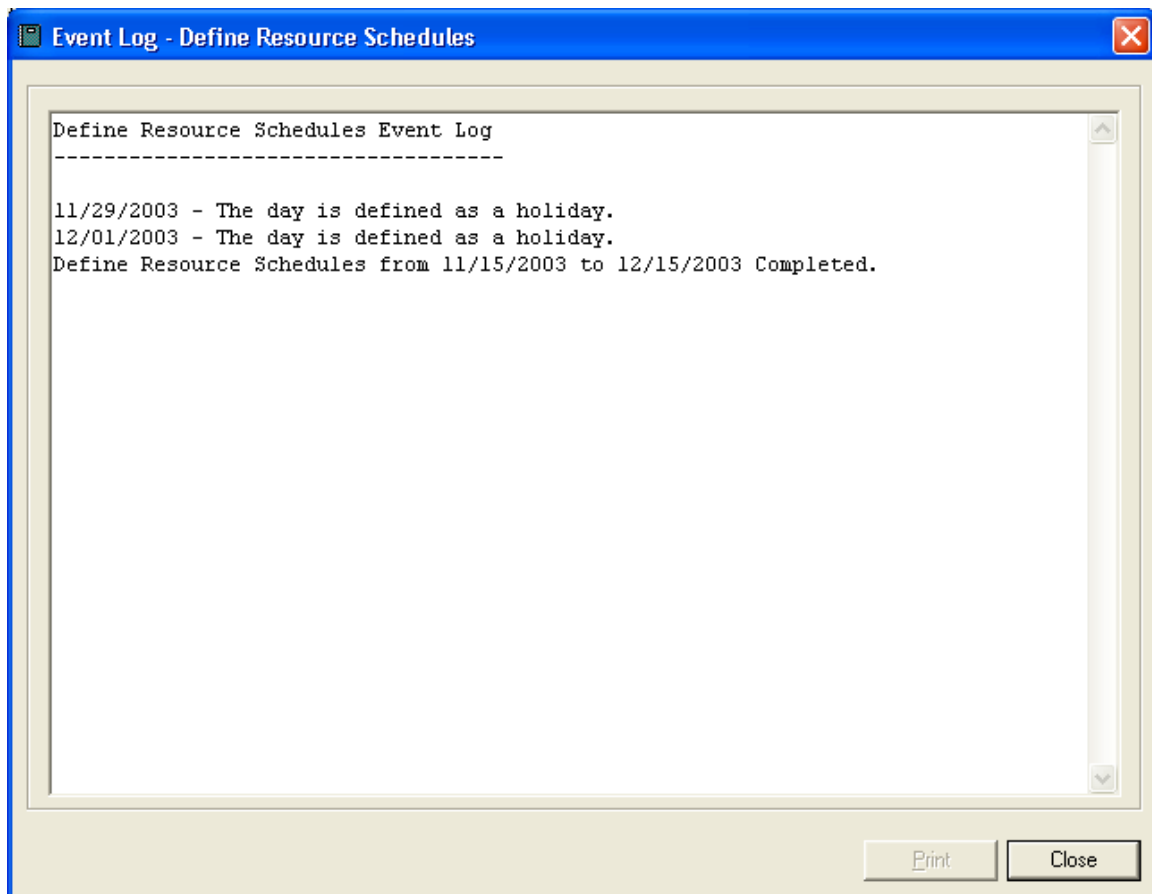 Event Log - Define Resource Schedules
Define Resource Schedules Event Log
------------------------------------
11/29/2003 - The day is defined as a holiday.
12/01/2003 - The day is defined as a holiday.
Define Resource Schedules from 11/15/2003 to 12/15/2003 Completed.
Print
Close